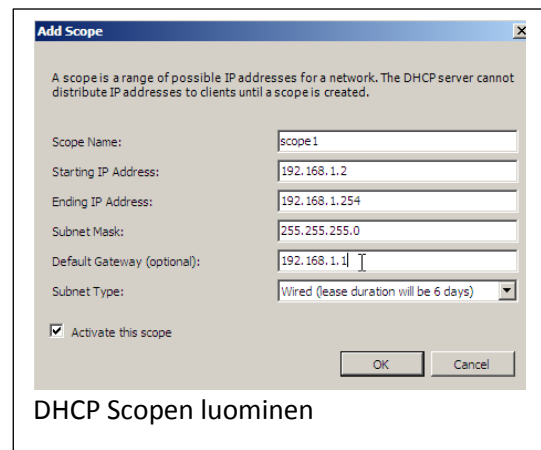 Add Scope
A scope is a range of possible IP addresses for a network. The DHCP server cannot
distribute IP addresses to clients until a scope is created.
Scope Name: scope1
Starting IP Address: 192.168.1.2
Ending IP Address: 192.168.1.254
Subnet Mask: 255.255.255.0
Default Gateway (optional): 192.168.1.1
Subnet Type: Wired (lease duration will be 6 days)
Activate this scope
OK Cancel
DHCP Scopen luominen